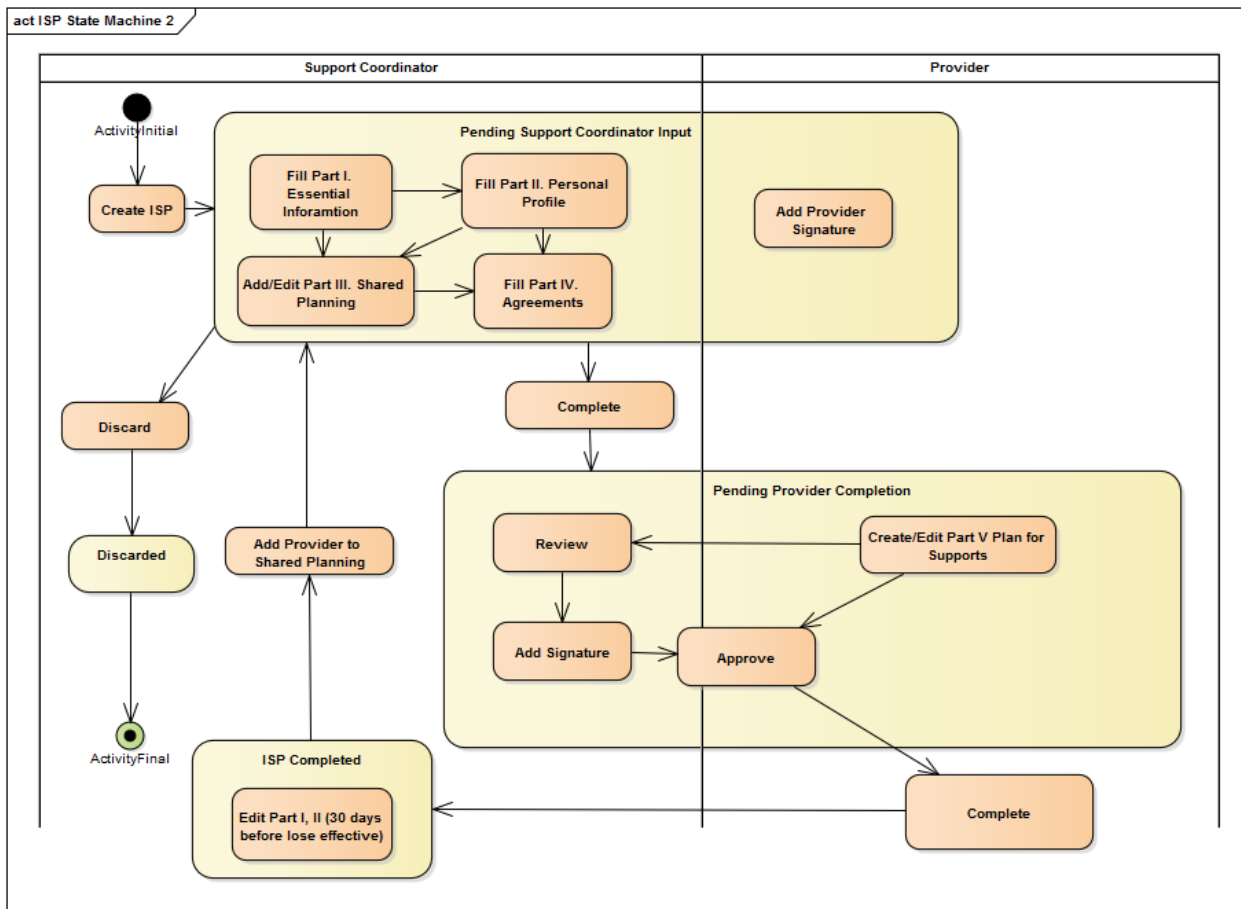 act ISP State Machine 2
Support Coordinator
Provider
ActivityInitial
Pending Support Coordinator Input
Fill Part I.
Essential
Inforamtion
Fill Part II. Personal
Profile
Create ISP
Add Provider
Signature
Add/Edit Part III. Shared
Planning
Fill Part IV.
Agreements
Discard
Complete
Pending Provider Completion
Discarded
Add Provider to
Shared Planning
Review
Create/Edit Part V Plan for
Supports
Add Signature
Approve
ActivityFinal
ISP Completed
Edit Part I, II (30 days
before lose effective)
Complete